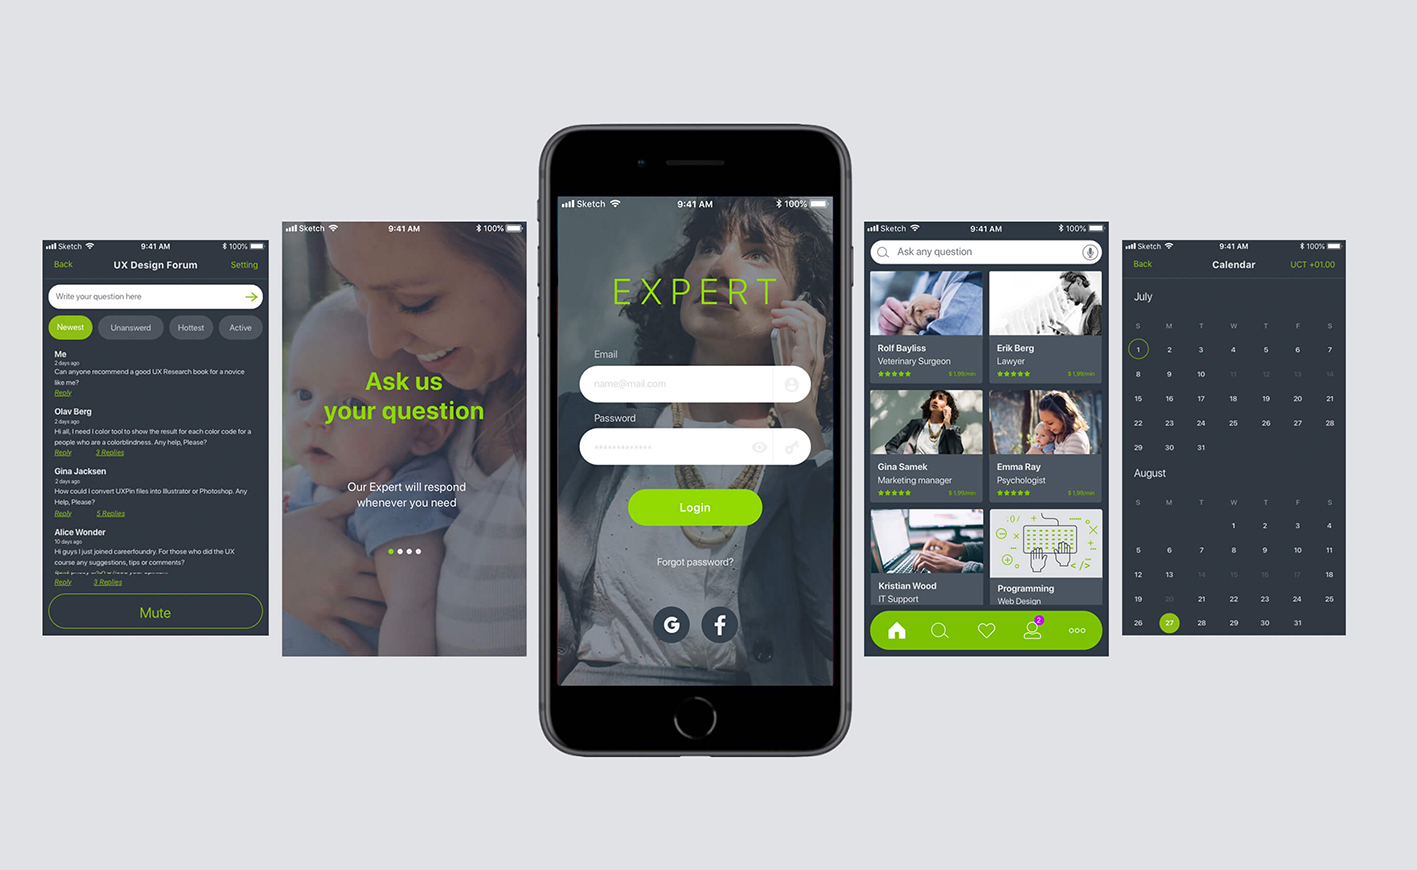 Sketch
9:41 AM
100%
Back
UX Design Forum
Setting
Write your question here
Newest
Unanswerd
Hottest
Active
Me
2 days ago
Can anyone recommend a good UX Research book for a novice
like me?
Reply
Olav Berg
2 days ago
Hi all, I need I color tool to show the result for each color code for a
people who are a colorblindness. Any help, Please?
Reply
3 Replies
Gina Jacksen
2 days ago
How could I convert UXPin files into Illustrator or Photoshop. Any
Help, Please?
Reply
5 Replies
Alice Wonder
10 days ago
Hi guys I just joined careerfoundry. For those who did the UX
course any suggestions, tips or comments?
Reply
3 Replies
Mute
Sketch
9:41 AM
100%
Ask us
your question
Our Expert will respond
whenever you need
Sketch
9:41 AM
100%
EXPERT
Email
name@mail.com
Password
Login
Forgot password?
G
f
Sketch
9:41 AM
100%
Ask any question
Rolf Bayliss
Veterinary Surgeon
$ 1,99/min
Erik Berg
Lawyer
$ 1,99/min
Gina Samek
Marketing manager
$ 1,99/min
Emma Ray
Psychologist
$ 1,99/min
Kristian Wood
IT Support
Programming
Web Design
2
Sketch
9:41 AM
100%
Back
Calendar
UCT +01.00
July
S M T W T F S
1 2 3 4 5 6 7
8 9 10 11 12 13 14
15 16 17 18 19 20 21
22 23 24 25 26 27 28
29 30 31
August
S M T W T F S
1 2 3 4
5 6 7 8 9 10 11
12 13 14 15 16 17 18
19 20 21 22 23 24 25
26 27 28 29 30 31